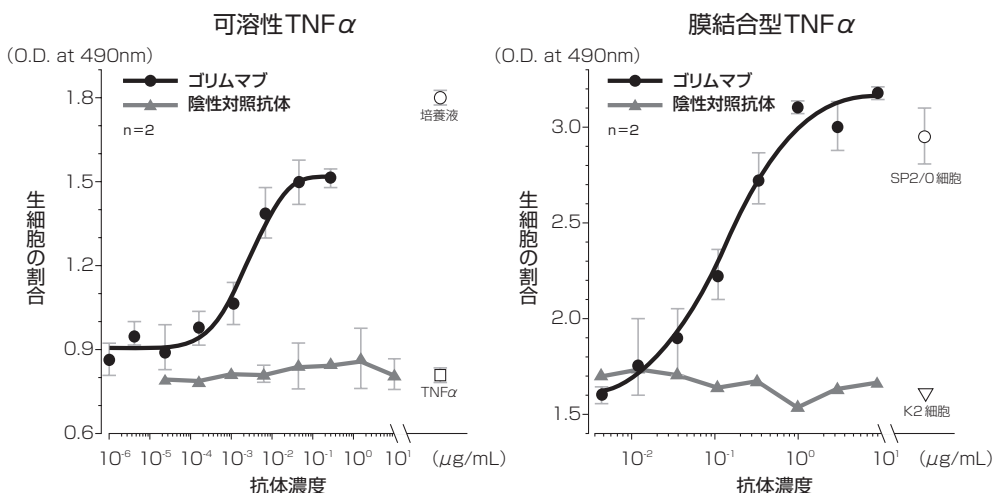 可溶性TNFα
(O.D. at 490nm)
ゴリムマブ
陰性対照抗体
n=2
1.8
1.5
1.2
0.9
0.6
生細胞の割合
培養液
TNFα
10⁻⁶ 10⁻⁵ 10⁻⁴ 10⁻³ 10⁻² 10⁻¹ 10⁰ 10¹ (μg/mL)
抗体濃度
膜結合型TNFα
(O.D. at 490nm)
ゴリムマブ
陰性対照抗体
n=2
3.0
2.5
2.0
1.5
生細胞の割合
SP2/0細胞
K2細胞
10⁻² 10⁻¹ 10⁰ 10¹ (μg/mL)
抗体濃度